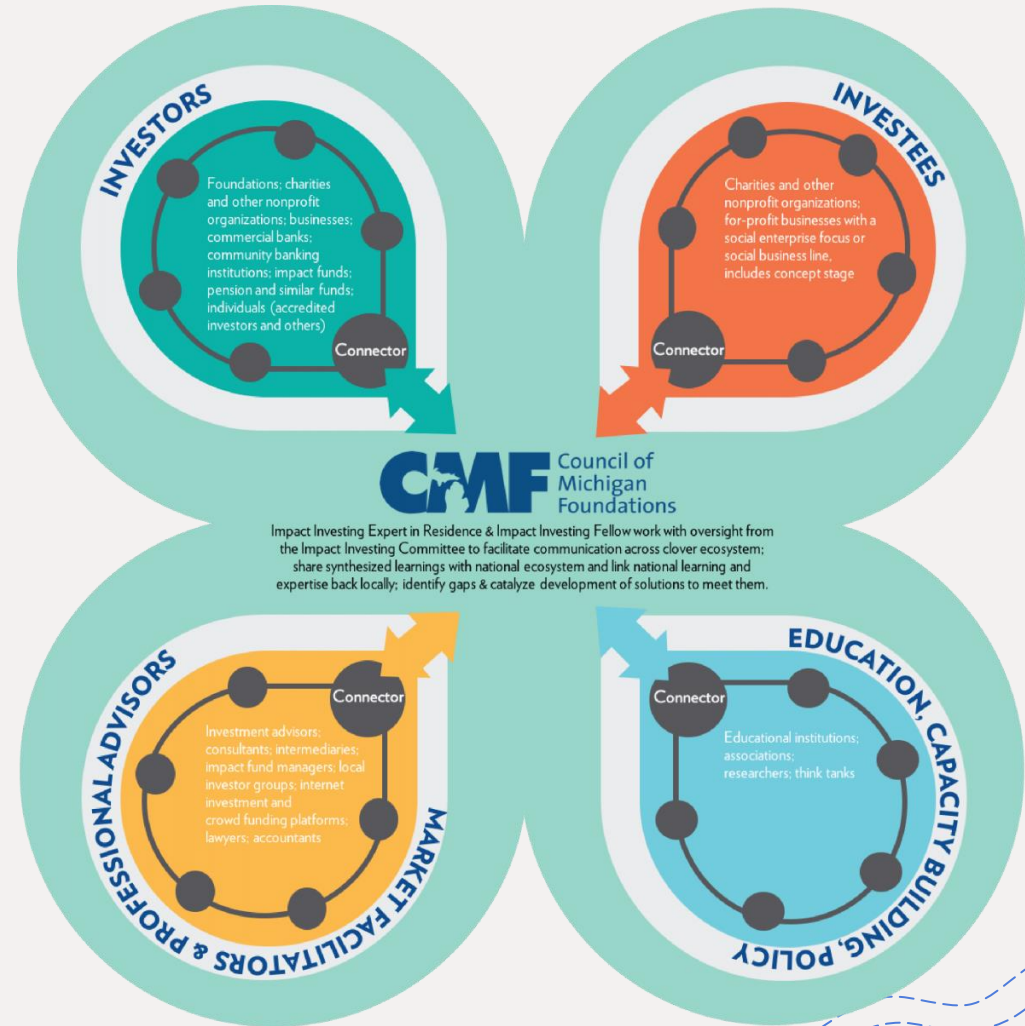 INVESTORS
Foundations; charities
and other nonprofit
organizations; businesses;
commercial banks;
community banking
institutions; impact funds;
pension and similar funds;
individuals (accredited
investors and others)
Connector
INVESTEES
Charities and other
nonprofit organizations;
for-profit businesses with a
social enterprise focus or
social business line,
includes concept stage
Connector
CMF
Council of
Michigan
Foundations
Impact Investing Expert in Residence & Impact Investing Fellow work with oversight from
the Impact Investing Committee to facilitate communication across clover ecosystem;
share synthesized learnings with national ecosystem and link national learning and
expertise back locally; identify gaps & catalyze development of solutions to meet them.
MARKET FACILITATORS & PROFESSIONAL ADVISORS
Connector
Investment advisors;
consultants; intermediaries;
impact fund managers; local
investor groups; internet
investment and
crowd funding platforms;
lawyers; accountants
EDUCATION, CAPACITY BUILDING, POLICY
Connector
Educational institutions;
associations;
researchers; think tanks